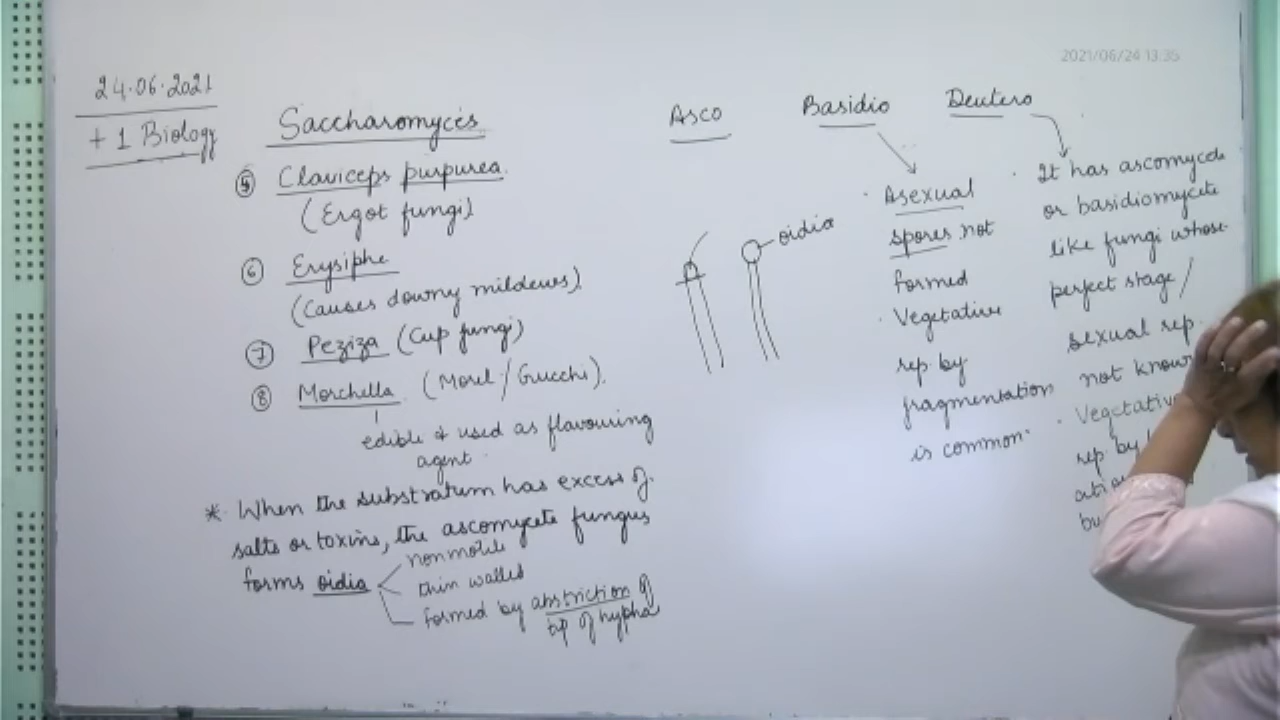 2021/06/24 13:35
24.06.2021
+ 1 Biology
Saccharomyces
⑤ Claviceps purpurea.
(Ergot fungi)
⑥ Erysiphe
(Causes downy mildews)
⑦ Peziza (Cup fungi)
⑧ Morchella (Morel / Gucchi).
edible & used as flavouring
agent.
* When the substratum has excess of
salts or toxins, the ascomycete fungus
forms oidia
nonmotile
thin walled
formed by abstriction of
tip of hypha
Asco
oidia
Basidio
. Asexual
spores not
formed
. Vegetative
rep. by
fragmentation
is common.
Deutero
. It has ascomycete
or basidiomycete
like fungi whose
perfect stage /
sexual rep.
not known
. Vegetative
rep. by